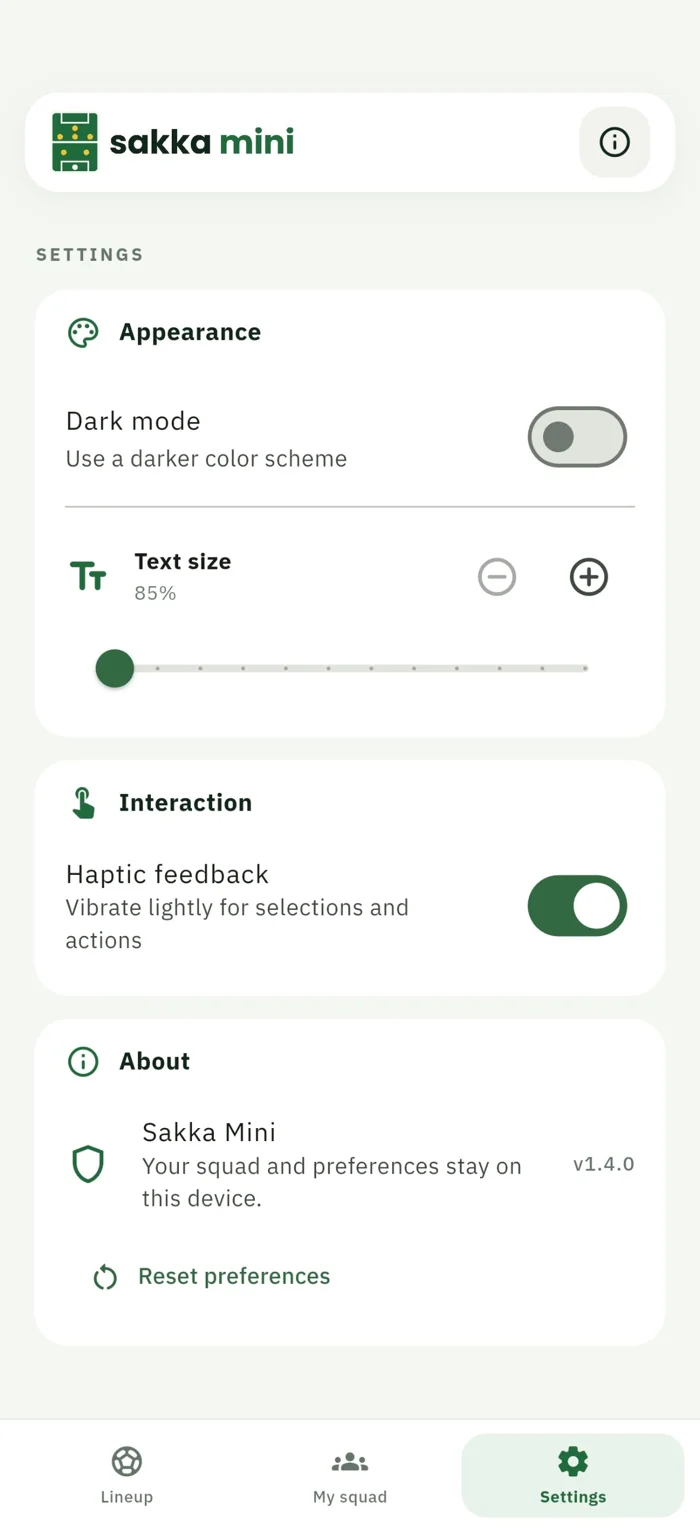 sakka mini
SETTINGS
Appearance
Dark mode
Use a darker color scheme
Text size
85%
Interaction
Haptic feedback
Vibrate lightly for selections and
actions
About
Sakka Mini
Your squad and preferences stay on
this device.
v1.4.0
Reset preferences
Lineup
My squad
Settings